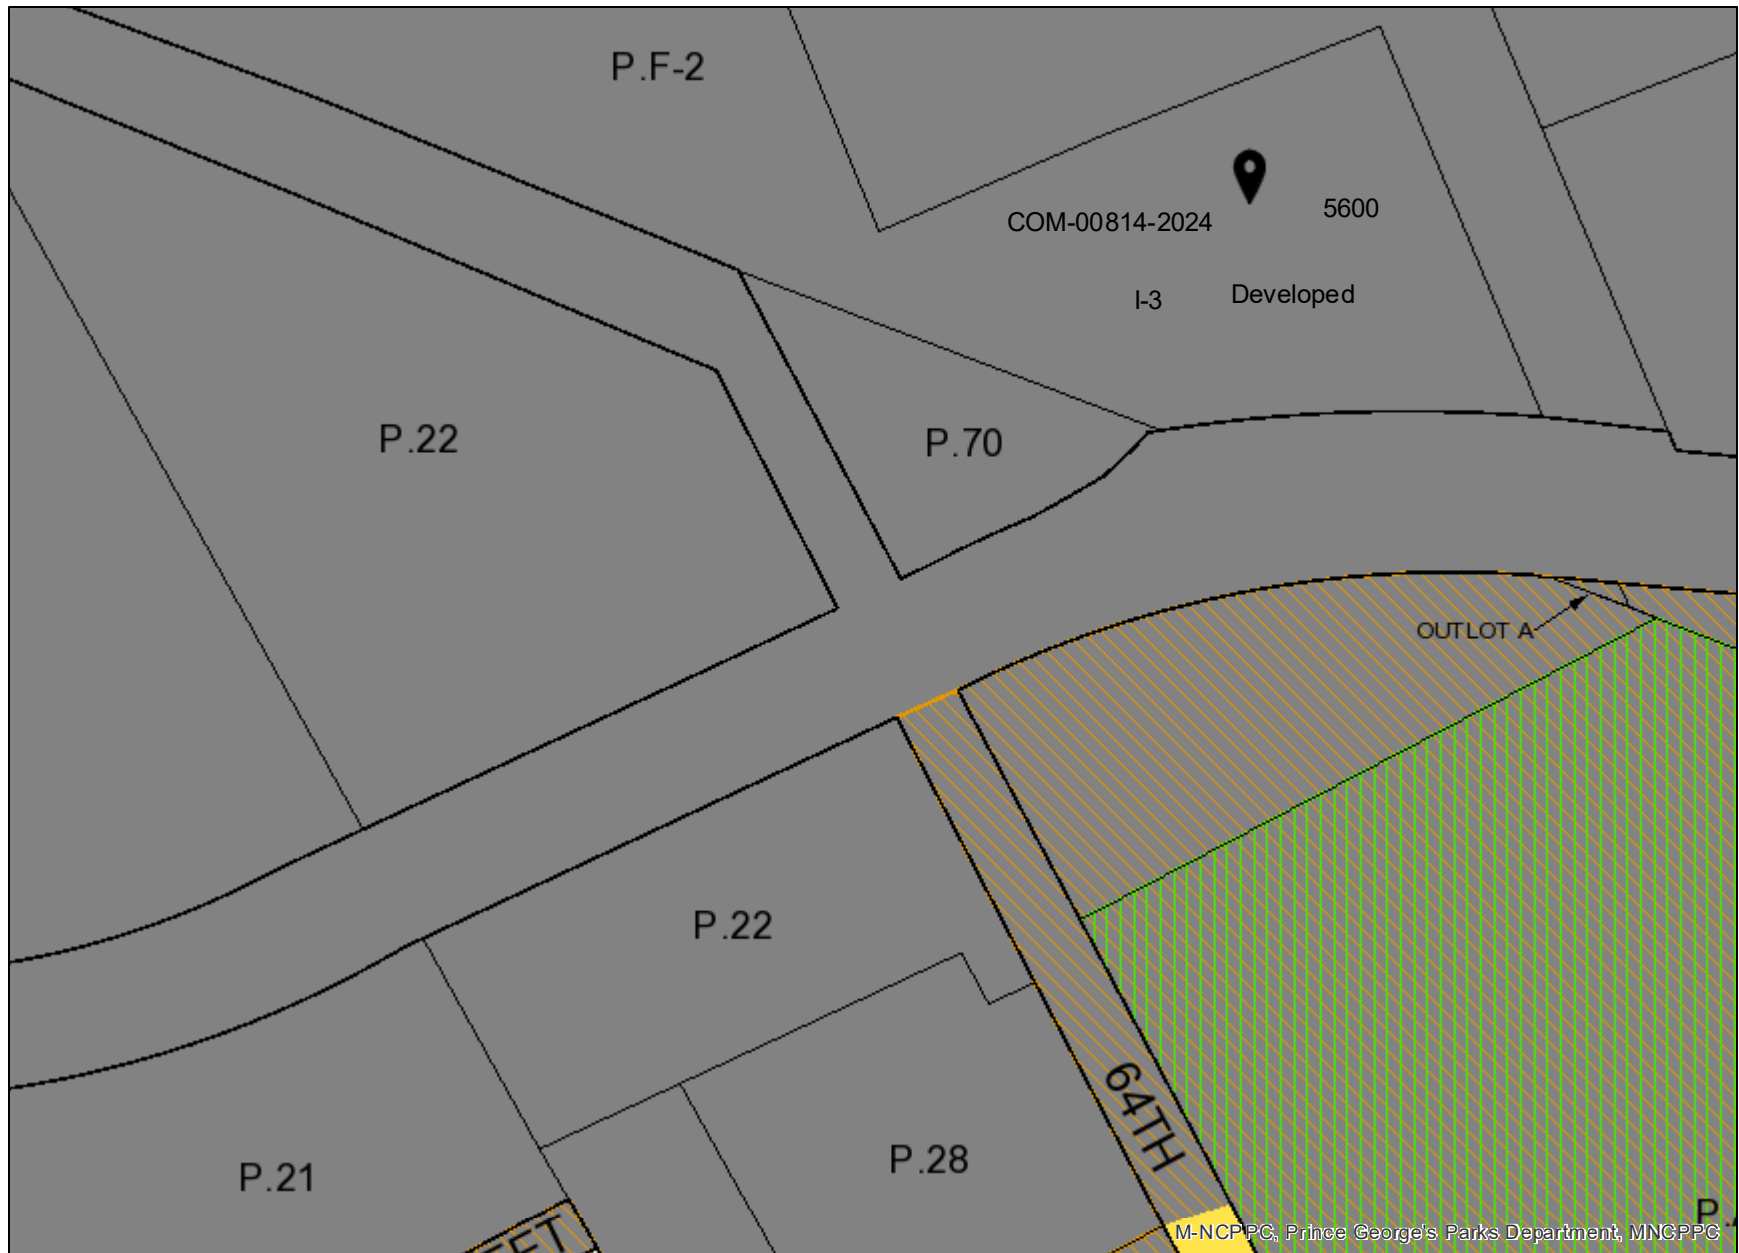 P.F-2
COM-00814-2024
5600
I-3
Developed
P.22
P.70
OUTLOT A
P.22
64TH
P.28
P.21
M-NCPPC, Prince George's Parks Department, MNCPPC